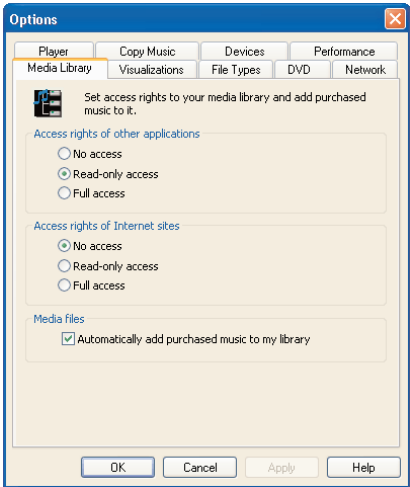 Options
Player Copy Music Devices Performance
Media Library Visualizations File Types DVD Network
Set access rights to your media library and add purchased
music to it.
Access rights of other applications
No access
Read-only access
Full access
Access rights of Internet sites
No access
Read-only access
Full access
Media files
Automatically add purchased music to my library
OK Cancel Apply Help